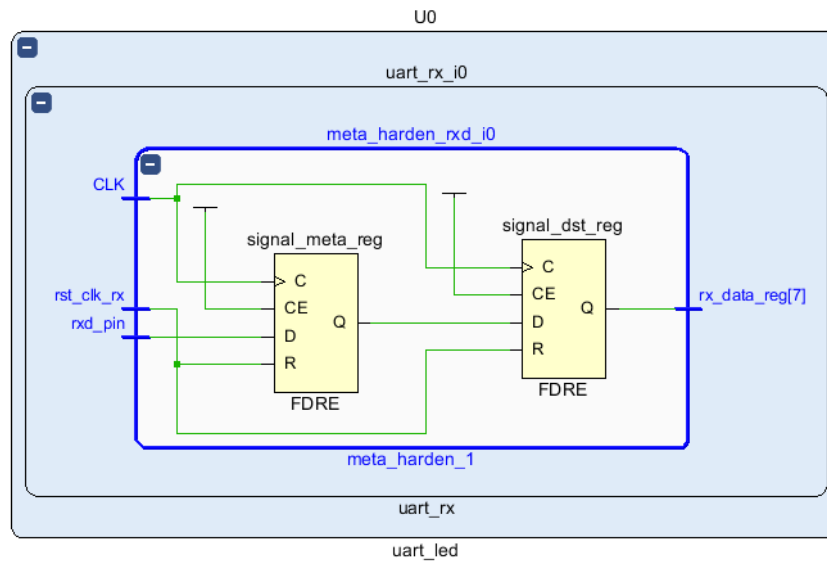 U0
uart_rx_i0
meta_harden_rxd_i0
CLK
signal_meta_reg
signal_dst_reg
C
CE
D
R
Q
FDRE
C
CE
D
R
Q
FDRE
rst_clk_rx
rxd_pin
rx_data_reg[7]
meta_harden_1
uart_rx
uart_led